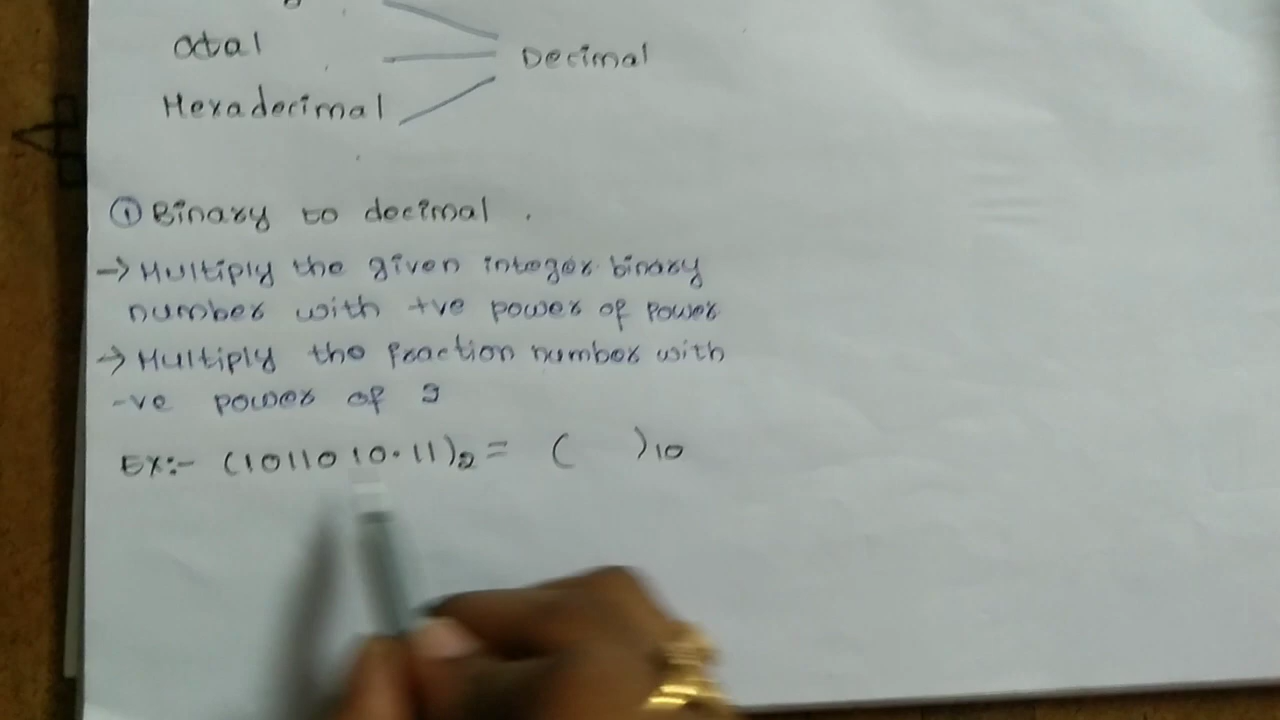 Octal
Decimal
Hexadecimal
① Binary to decimal .
→ Multiply the given integer binary
number with +ve power of power
→ Multiply the fraction number with
-ve power of 2
Ex:- (1011010.11)2 = ( )10